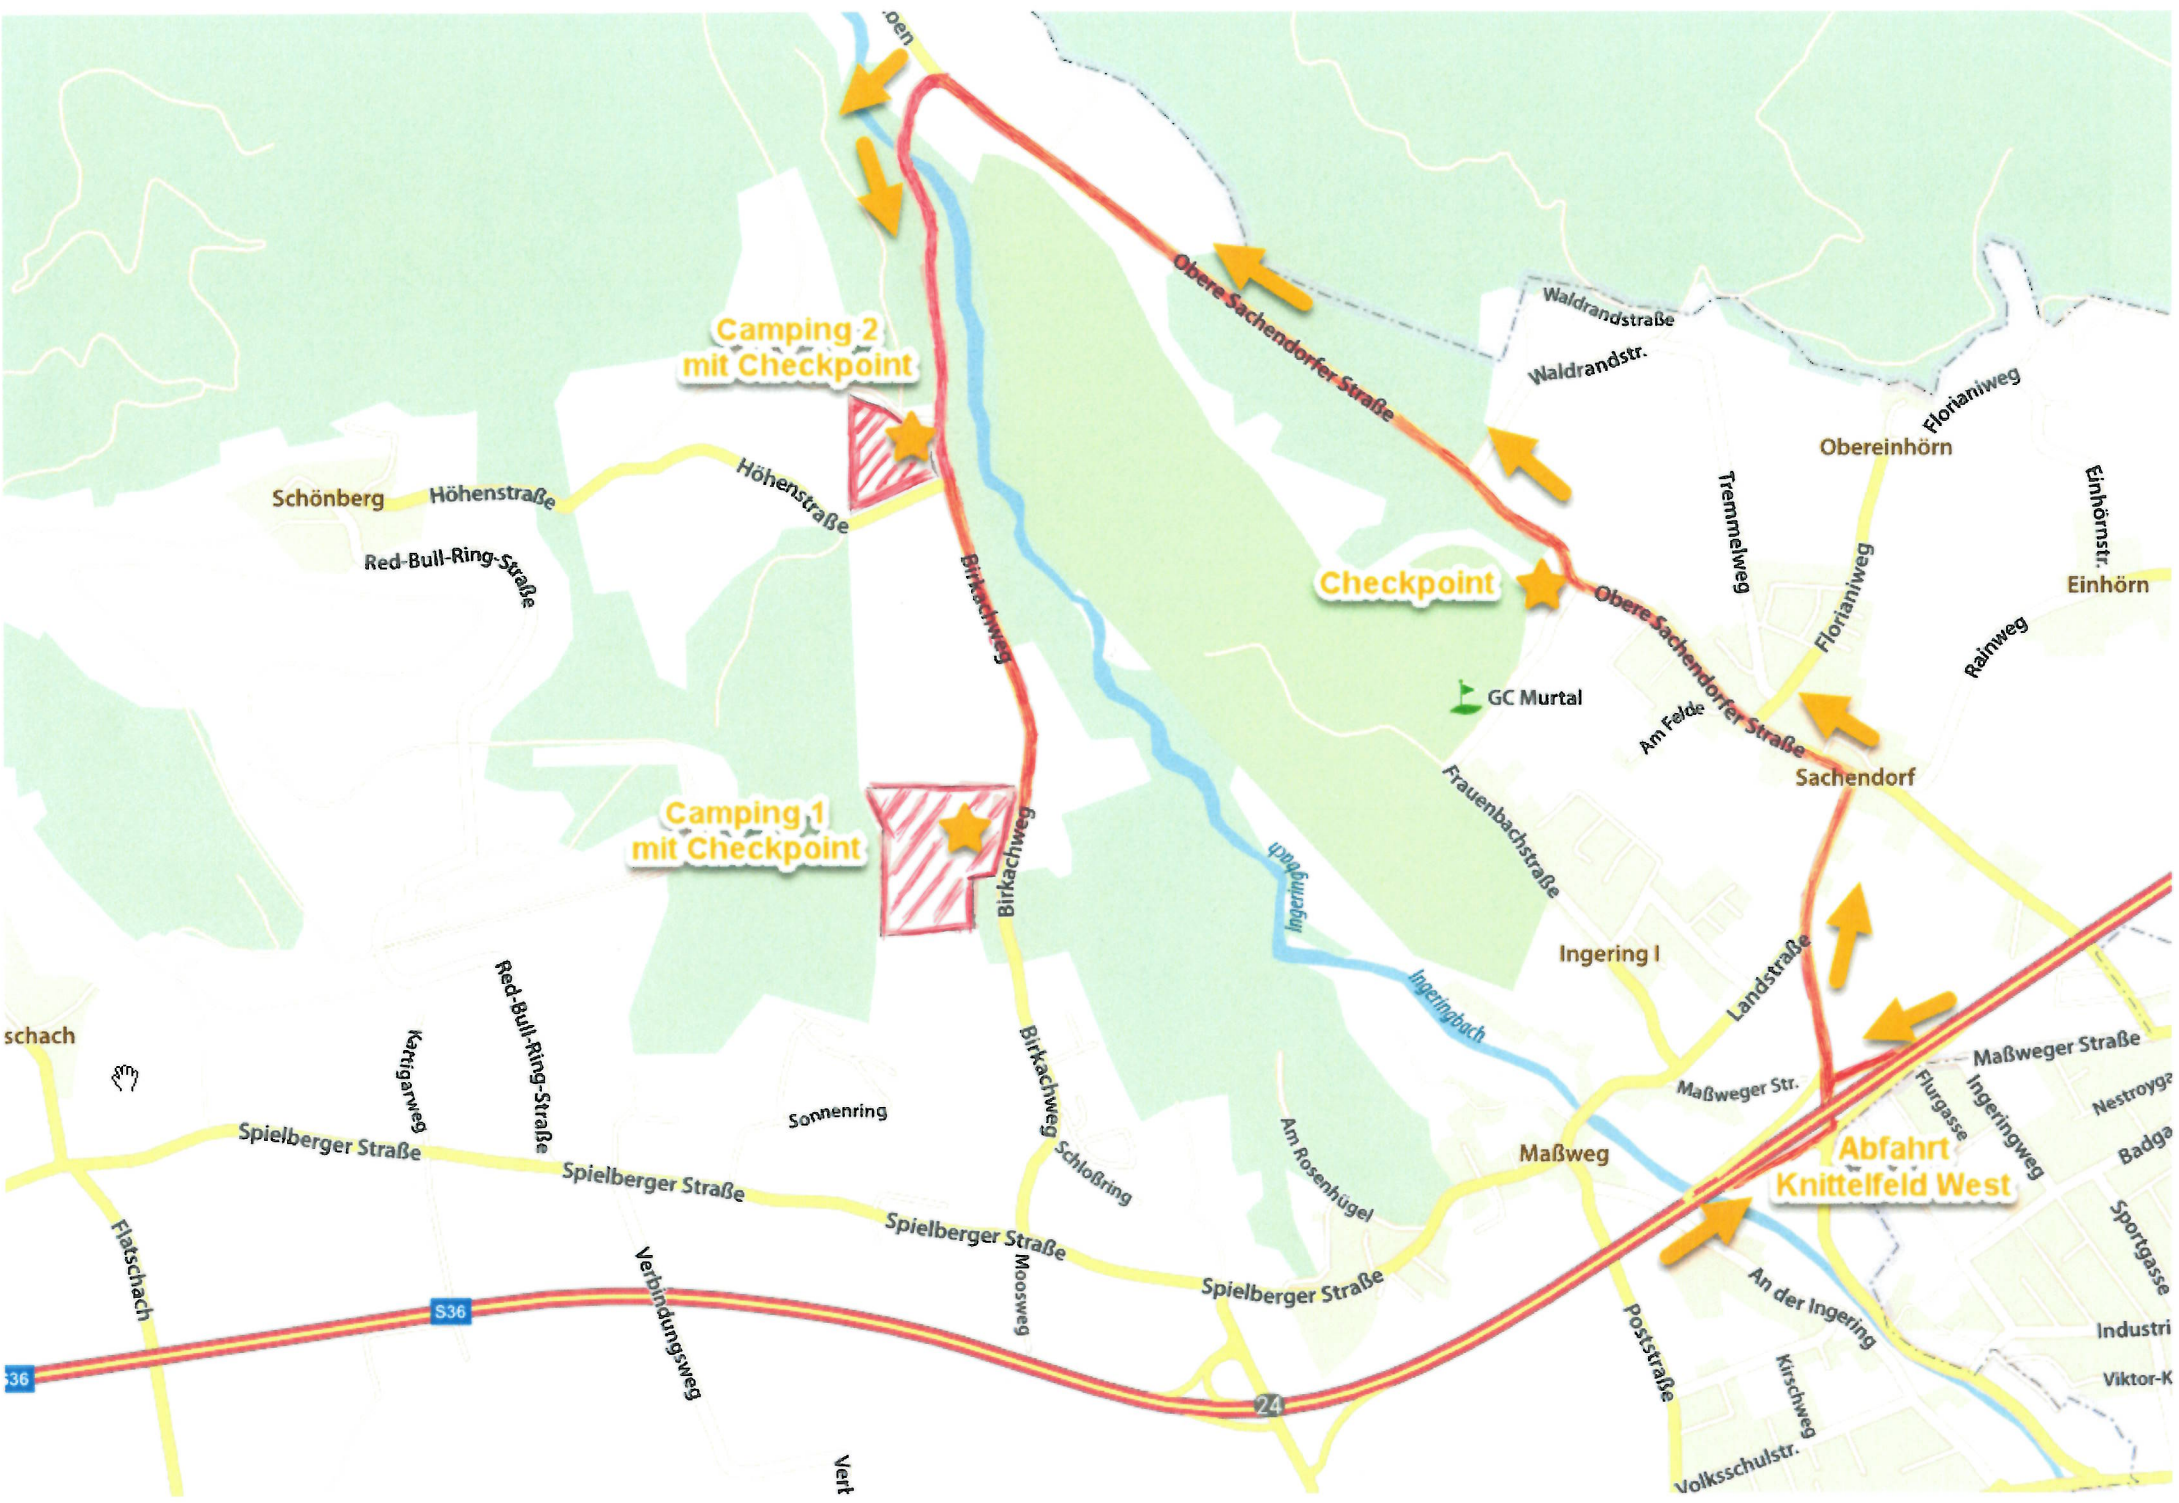 Obere Sachendorfer Straße
Waldrandstraße
Waldrandstr.
Camping 2
mit Checkpoint
Florianiweg
Obereinhörn
Höhenstraße
Schönberg
Höhenstraße
Tremmelweg
Einhörnstr.
Red-Bull-Ring-Straße
Birkachweg
Checkpoint
Obere Sachendorfer Straße
Florianiweg
Einhörn
Rainweg
GC Murtal
Am Felde
Sachendorf
Frauenbachstraße
Camping 1
mit Checkpoint
Birkachweg
Ingeringbach
Ingering I
Landstraße
Ingeringbach
Red-Bull-Ring-Straße
schach
Kattigarweg
Birkachweg
Maßweger Straße
Maßweger Str.
Flurgasse
Ingeringweg
Nestroyga
Sonnenring
Spielberger Straße
Am Rosenhügel
Maßweg
Abfahrt
Knittelfeld West
Badga
Schloßring
Spielberger Straße
Sportgasse
Flatschach
Spielberger Straße
Moosweg
Spielberger Straße
Verbindungsweg
An der Ingering
S36
Poststraße
Industri
S36
24
Kirschweg
Viktor-K
Volksschulstr.